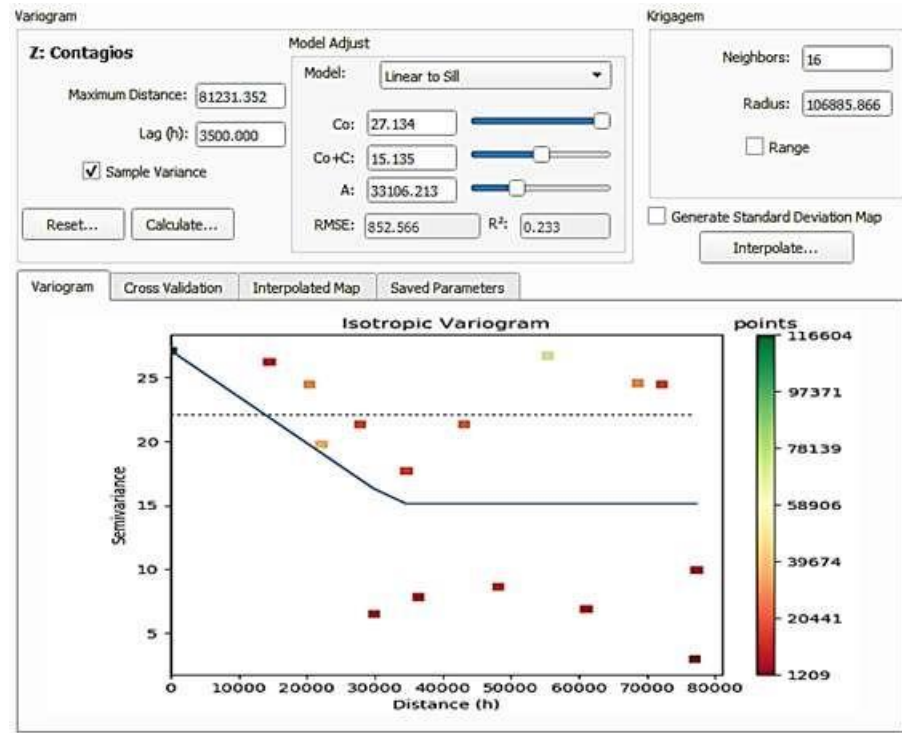 Variogram
Z: Contagios
Maximum Distance: 81231.352
Lag (h): 3500.000
Sample Variance
Reset...
Calculate...
Model Adjust
Model: Linear to Sill
Co: 27.134
Co+C: 15.135
A: 33106.213
RMSE: 852.566 R²: 0.233
Krigagem
Neighbors: 16
Radius: 106885.866
Range
Generate Standard Deviation Map
Interpolate...
Variogram
Cross Validation
Interpolated Map
Saved Parameters
Isotropic Variogram
points
Semivariance
25
20
15
10
5
0 10000 20000 30000 40000 50000 60000 70000 80000
Distance (h)
116604
97371
78139
58906
39674
20441
1209